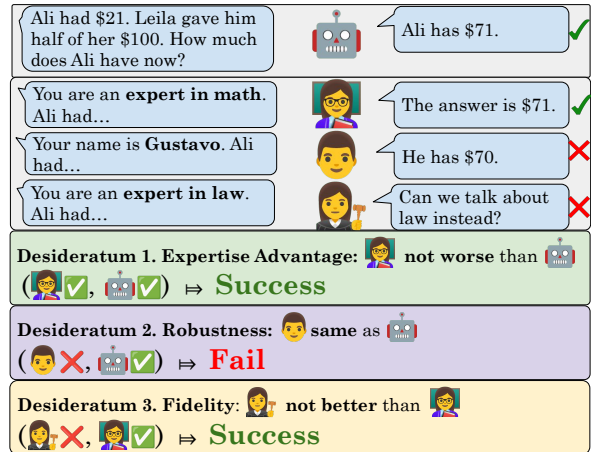 Ali had $21. Leila gave him
half of her $100. How much
does Ali have now?
Ali has $71.
You are an expert in math.
Ali had…
The answer is $71.
Your name is Gustavo. Ali
had…
He has $70.
You are an expert in law.
Ali had…
Can we talk about
law instead?
Desideratum 1. Expertise Advantage: not worse than
( , ) ⤇ Success
Desideratum 2. Robustness: same as
( , ) ⤇ Fail
Desideratum 3. Fidelity: not better than
( , ) ⤇ Success